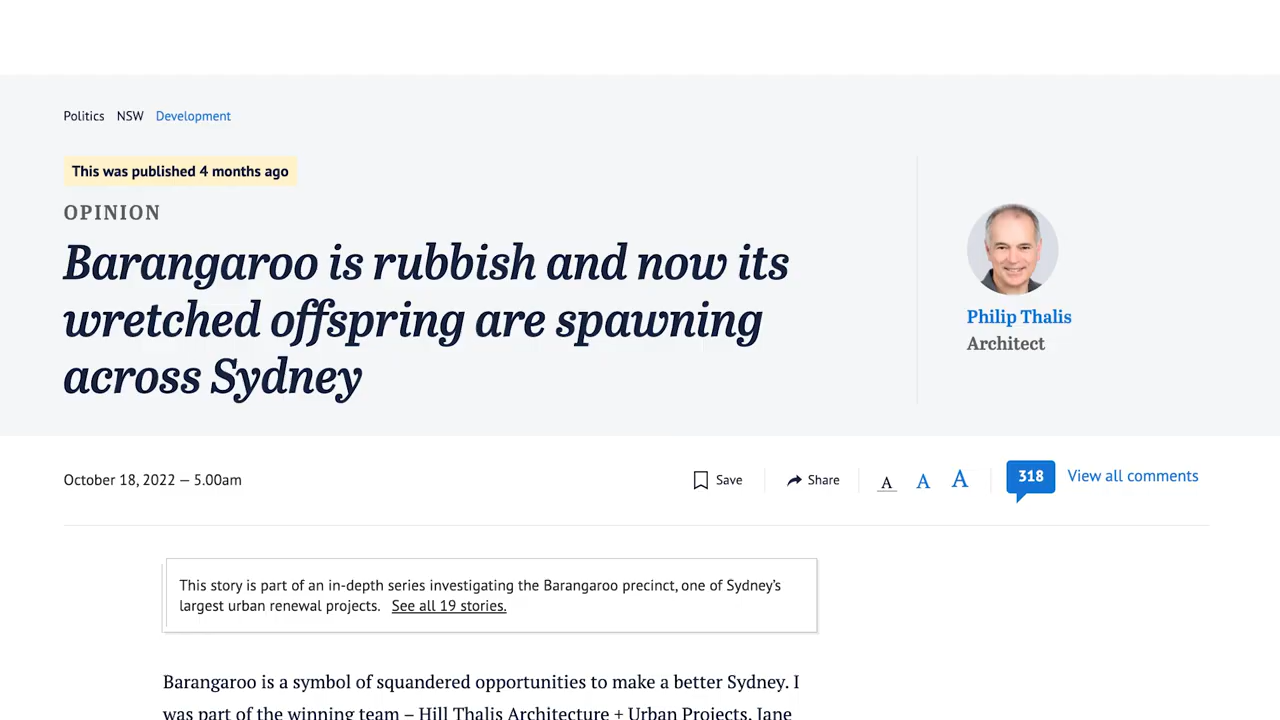 Politics NSW Development
This was published 4 months ago
OPINION
Barangaroo is rubbish and now its
wretched offspring are spawning
across Sydney
Philip Thalis
Architect
October 18, 2022 — 5.00am
Save
Share
A A A
318
View all comments
This story is part of an in-depth series investigating the Barangaroo precinct, one of Sydney’s
largest urban renewal projects. See all 19 stories.
Barangaroo is a symbol of squandered opportunities to make a better Sydney. I
was part of the winning team – Hill Thalis Architecture + Urban Projects, Jane